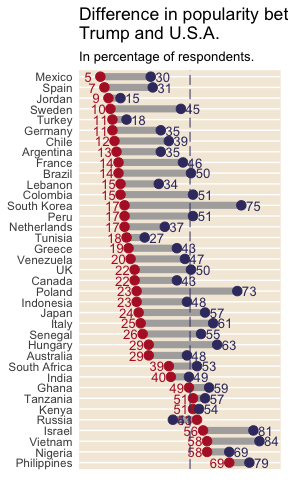 Difference in popularity bet
Trump and U.S.A.
In percentage of respondents.
Mexico 5 30
Spain 7 31
Jordan 9 15
Sweden 10 45
Turkey 11 18
Germany 11 35
Chile 12 39
Argentina 13 35
France 14 46
Brazil 14 50
Lebanon 15 34
Colombia 15 51
South Korea 17 75
Peru 17 51
Netherlands 17 37
Tunisia 18 27
Greece 19 43
Venezuela 20 47
UK 22 50
Canada 22 43
Poland 23 73
Indonesia 23 48
Japan 24 57
Italy 25 61
Senegal 26 55
Hungary 29 63
Australia 29 48
South Africa 39 53
India 40 49
Ghana 49 59
Tanzania 51 57
Kenya 51 54
Russia
Israel 56 81
Vietnam 58 84
Nigeria 58 69
Philippines 69 79